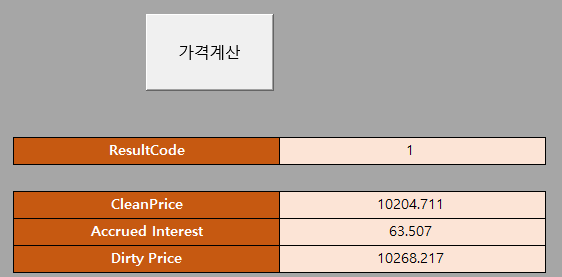 가격계산
ResultCode 1
CleanPrice 10204.711
Accrued Interest 63.507
Dirty Price 10268.217